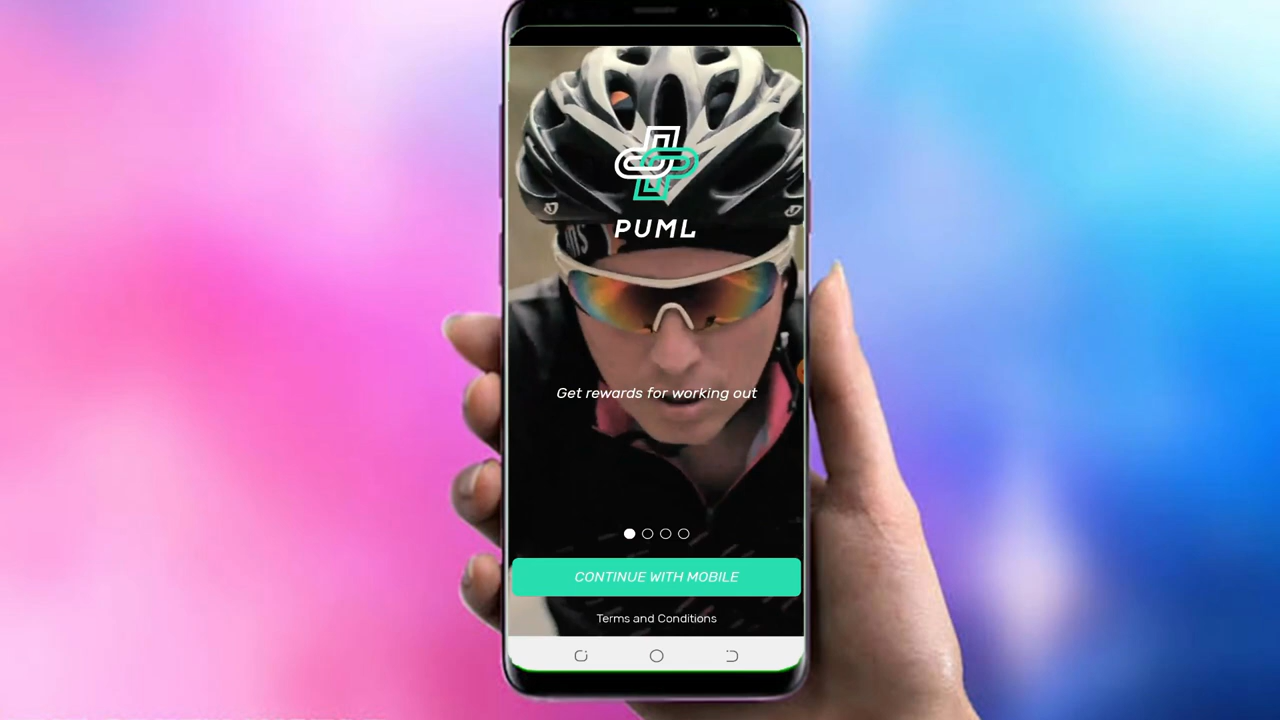 PUML
Get rewards for working out
CONTINUE WITH MOBILE
Terms and Conditions